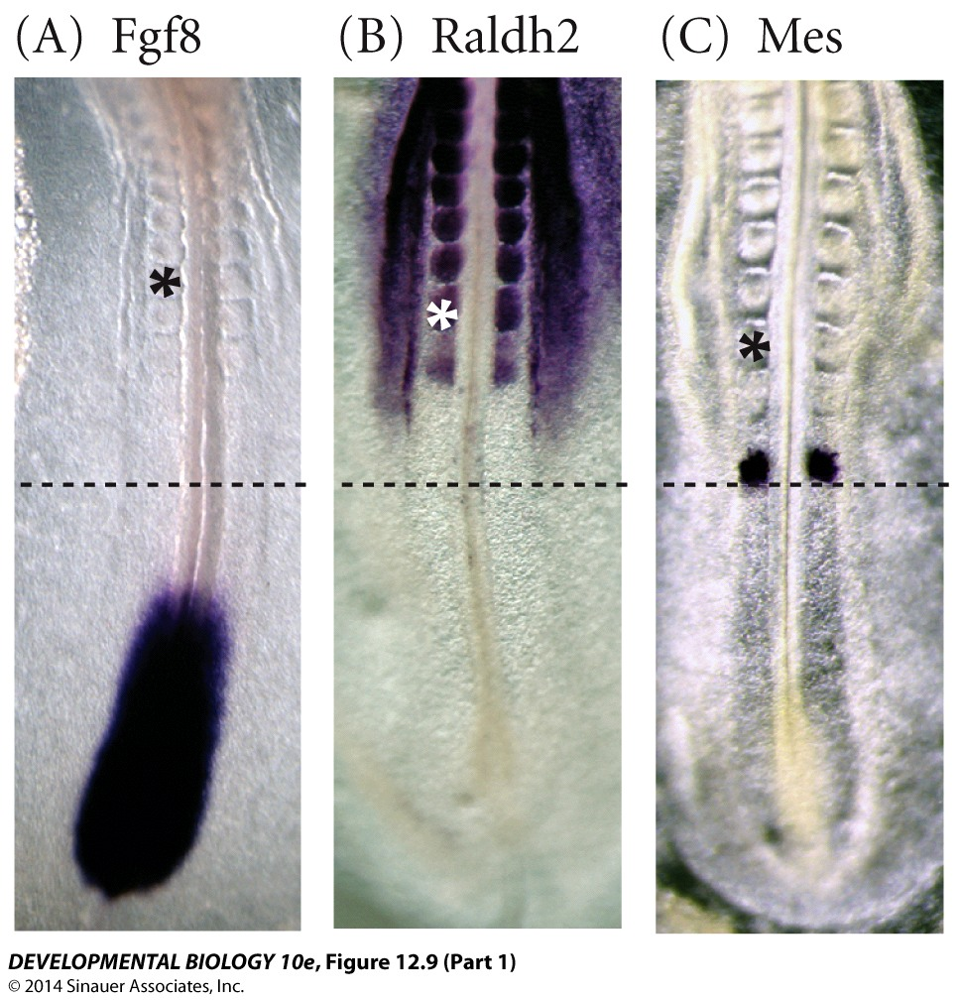 (A) Fgf8 (B) Raldh2 (C) Mes
*
*
*
DEVELOPMENTAL BIOLOGY 10e, Figure 12.9 (Part 1)
© 2014 Sinauer Associates, Inc.